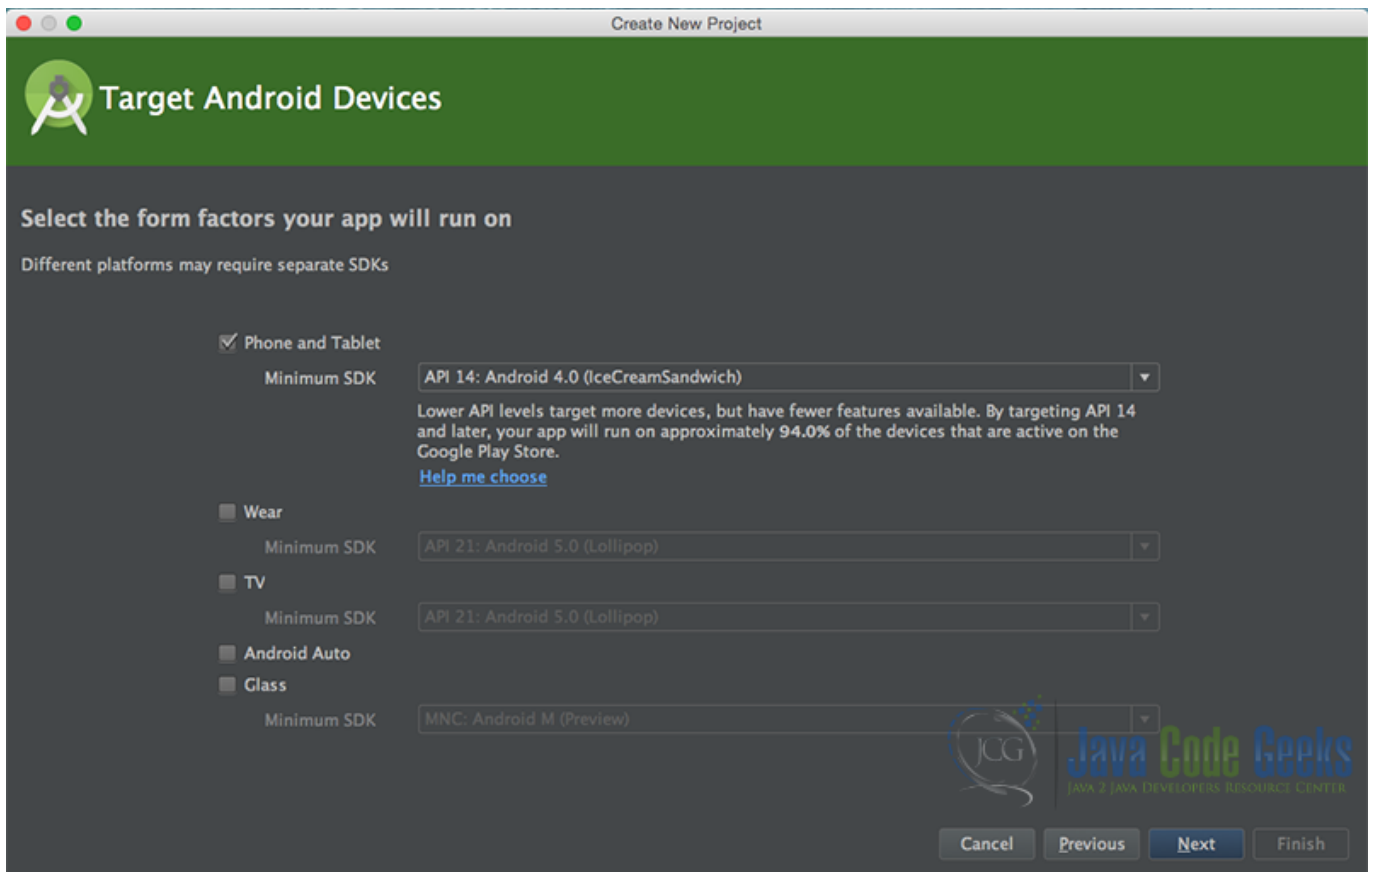 Create New Project
Target Android Devices
Select the form factors your app will run on
Different platforms may require separate SDKs
Phone and Tablet
Minimum SDK
API 14: Android 4.0 (IceCreamSandwich)
Lower API levels target more devices, but have fewer features available. By targeting API 14
and later, your app will run on approximately 94.0% of the devices that are active on the
Google Play Store.
Help me choose
Wear
Minimum SDK
API 21: Android 5.0 (Lollipop)
TV
Minimum SDK
API 21: Android 5.0 (Lollipop)
Android Auto
Glass
Minimum SDK
MNC: Android M (Preview)
JCG
Java Code Geeks
JAVA 2 JAVA DEVELOPERS RESOURCE CENTER
Cancel
Previous
Next
Finish